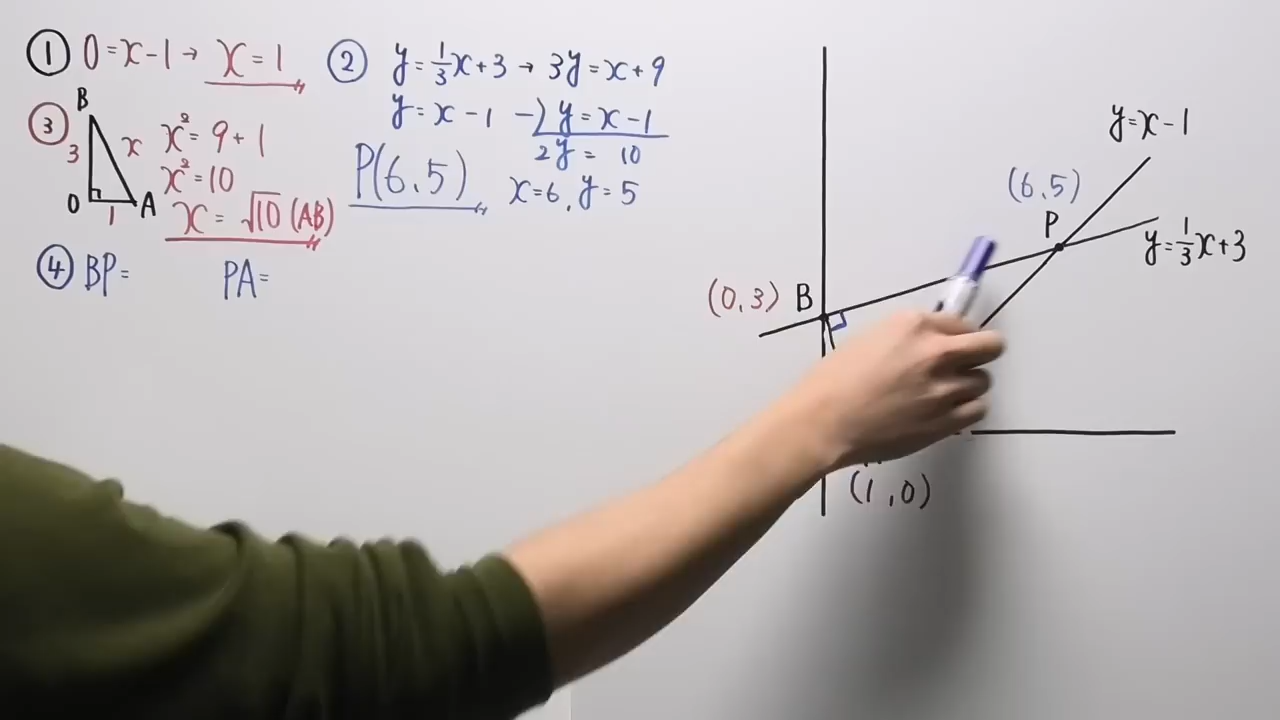 ① 0=x-1→ x=1
② y=1/3x+3→3y=x+9
y=x-1 -) y=x-1
2y= 10
P(6.5) x=6, y=5
③ B
3 x
O 1 A
x²=9+1
x²=10
x=√10(AB)
④ BP= PA=
y=x-1
(6.5)
P
y=1/3x+3
(0.3) B
(1,0)